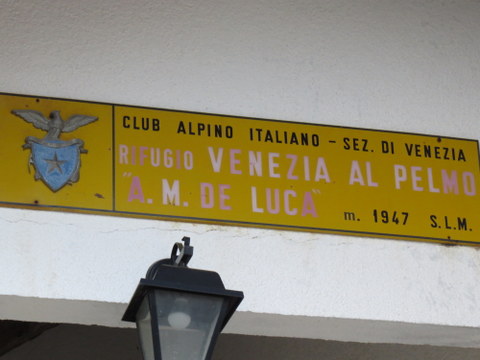 CLUB ALPINO ITALIANO - SEZ. DI VENEZIA
RIFUGIO VENEZIA AL PELMO
"A. M. DE LUCA" m. 1947 S.L.M.